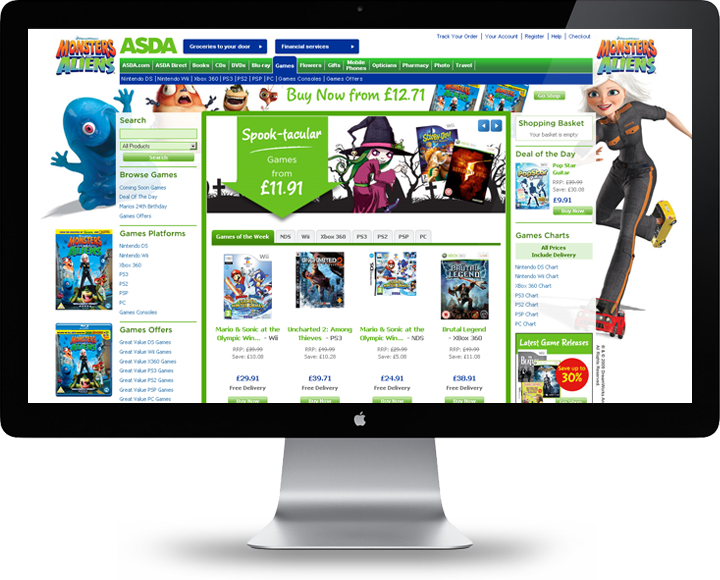 Track Your Order | Your Account | Register | Help | Checkout
MONSTERS
ALIENS
ASDA
Groceries to your door
Financial services
MONSTERS
ALIENS
ASDA.com
ASDA Direct
Books
CDs
DVDs
Blu-ray
Games
Flowers
Gifts
Mobile
Phones
Opticians
Pharmacy
Photo
Travel
Nintendo DS | Nintendo Wii | Xbox 360 | PS3 | PS2 | PSP | PC | Games Consoles | Games Offers
Buy Now from £12.71
Go Shop
Search
All Products
Search
Browse Games
Coming Soon Games
Deal Of The Day
Marios 24th Birthday
Games Offers
Games Platforms
Nintendo DS
Nintendo Wii
Xbox 360
PS3
PS2
PSP
PC
Games Consoles
Games Offers
Great Value DS Games
Great Value Wii Games
Great Value X360 Games
Great Value PS3 Games
Great Value PS2 Games
Great Value PSP Games
Great Value PC Games
MONSTERS
ALIENS
MONSTERS
ALIENS
Spook-tacular
Games
from
£11.91
Games of the Week
NDS
Wii
Xbox 360
PS3
PS2
PSP
PC
Mario & Sonic at the
Olympic Win... - Wii
RRP: £39.99
Save: £10.08
£29.91
Free Delivery
Buy Now
Uncharted 2: Among
Thieves - PS3
RRP: £49.99
Save: £10.28
£39.71
Free Delivery
Buy Now
Mario & Sonic at the
Olympic Win... - NDS
RRP: £29.99
Save: £5.08
£24.91
Free Delivery
Buy Now
BRUTAL
LEGEND
Brutal Legend
- Xbox 360
RRP: £49.99
Save: £11.08
£38.91
Free Delivery
Buy Now
Shopping Basket
Your basket is empty
Deal of the Day
Pop Star
Guitar
RRP: £39.99
Save: £30.08
£9.91
Buy Now
Games Charts
All Prices
Include Delivery
Nintendo DS Chart
Nintendo Wii Chart
Xbox 360 Chart
PS3 Chart
PS2 Chart
PSP Chart
PC Chart
Latest Game Releases
Save up to
30%
Go Shop
All Rights Reserved.